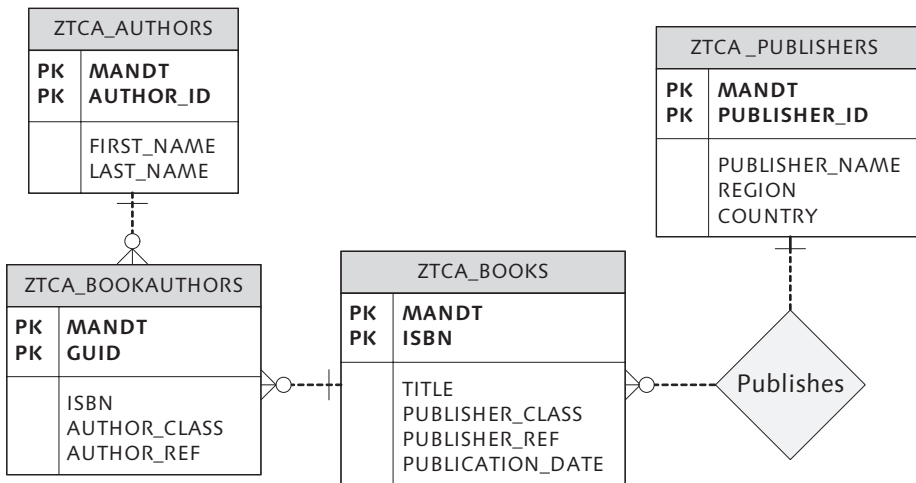 ZTCA_AUTHORS
PK MANDT
PK AUTHOR_ID
FIRST_NAME
LAST_NAME
ZTCA _PUBLISHERS
PK MANDT
PK PUBLISHER_ID
PUBLISHER_NAME
REGION
COUNTRY
ZTCA_BOOKAUTHORS
PK MANDT
PK GUID
ISBN
AUTHOR_CLASS
AUTHOR_REF
ZTCA_BOOKS
PK MANDT
PK ISBN
TITLE
PUBLISHER_CLASS
PUBLISHER_REF
PUBLICATION_DATE
Publishes